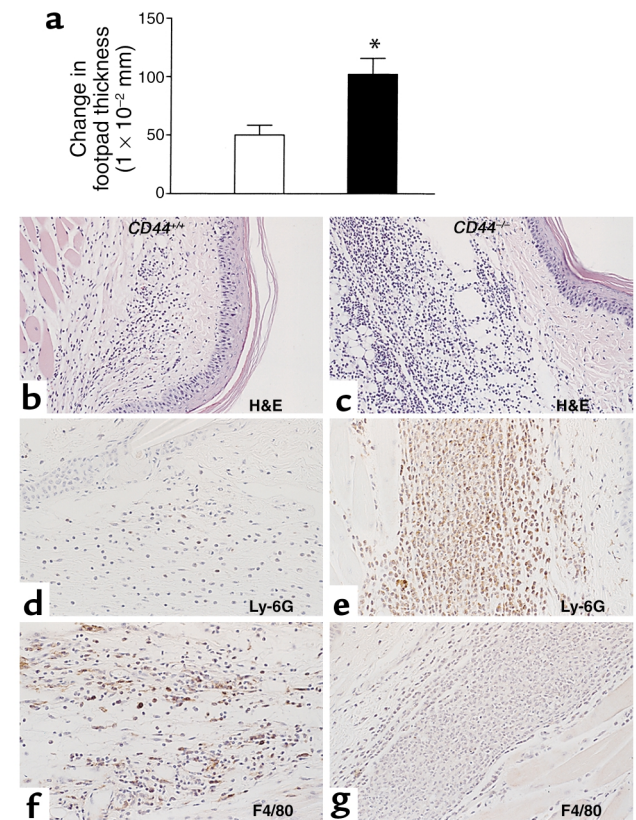 a
Change in
footpad thickness
(1 × 10⁻² mm)
150
100
50
0
*
CD44⁺/⁺
CD44⁻/⁻
b
H&E
c
H&E
d
Ly-6G
e
Ly-6G
f
F4/80
g
F4/80